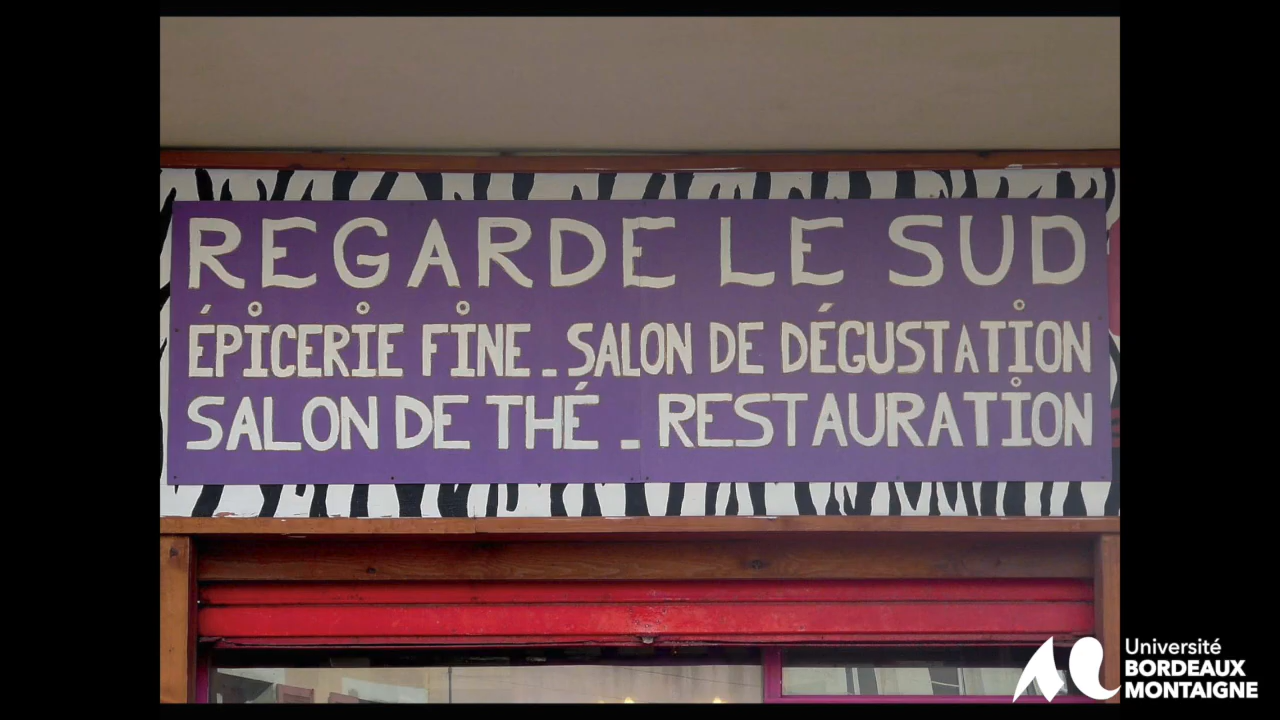 REGARDE LE SUD
ÉPICERIE FINE - SALON DE DÉGUSTATION
SALON DE THÉ - RESTAURATION
Université
BORDEAUX
MONTAIGNE